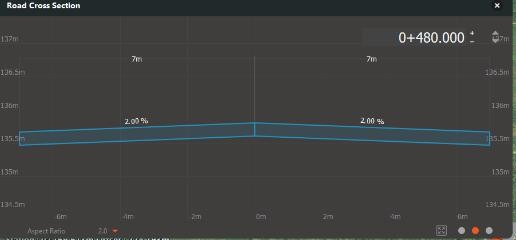 Road Cross Section
0+480.000
137m
7m
7m
7m
136.5m
136.5m
136m
136m
2.00 %
2.00 %
135.5m
135.5m
135m
135m
134.5m
134.5m
-6m
-4m
-2m
0m
2m
4m
6m
Aspect Ratio
2.0